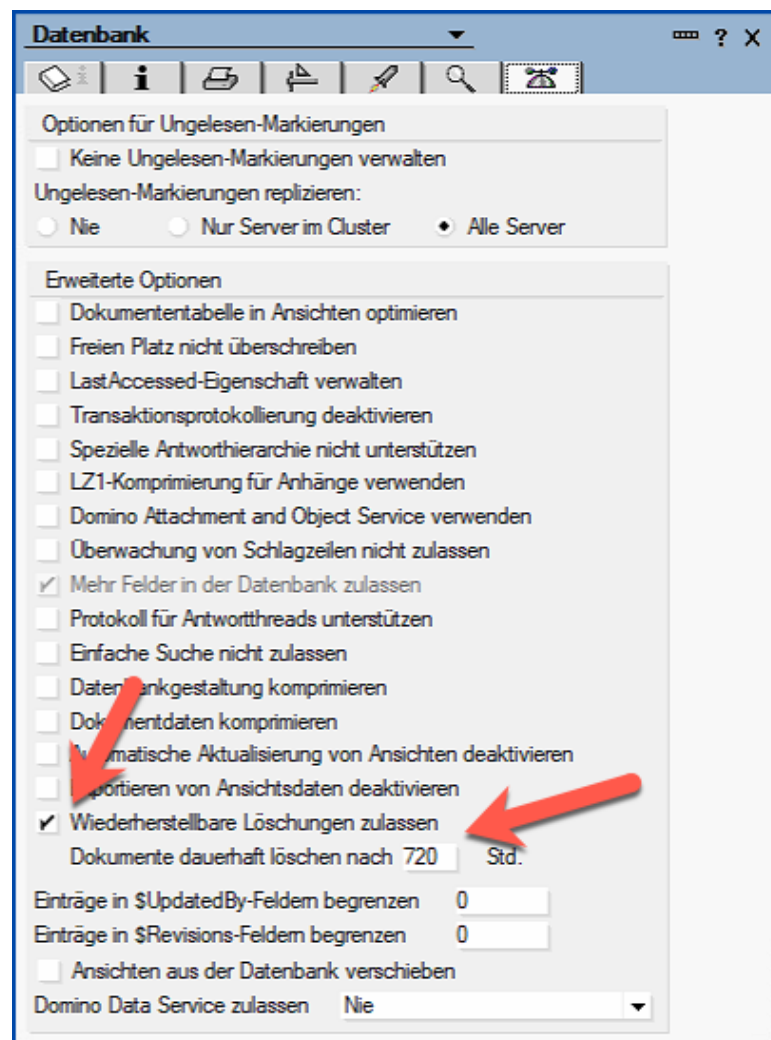 Datenbank
? X
i i
Optionen für Ungelesen-Markierungen
Keine Ungelesen-Markierungen verwalten
Ungelesen-Markierungen replizieren:
Nie Nur Server im Cluster Alle Server
Erweiterte Optionen
Dokumententabelle in Ansichten optimieren
Freien Platz nicht überschreiben
LastAccessed-Eigenschaft verwalten
Transaktionsprotokollierung deaktivieren
Spezielle Antworthierarchie nicht unterstützen
LZ1-Komprimierung für Anhänge verwenden
Domino Attachment and Object Service verwenden
Überwachung von Schlagzeilen nicht zulassen
Mehr Felder in der Datenbank zulassen
Protokoll für Antwortthreads unterstützen
Einfache Suche nicht zulassen
Datenbankgestaltung komprimieren
Dokumentdaten komprimieren
Automatische Aktualisierung von Ansichten deaktivieren
von Ansichtsdaten deaktivieren
Wiederherstellbare Löschungen zulassen
Dokumente dauerhaft löschen nach 720 Std.
Einträge in $UpdatedBy-Feldern begrenzen 0
Einträge in $Revisions-Feldern begrenzen 0
Ansichten aus der Datenbank verschieben
Domino Data Service zulassen Nie